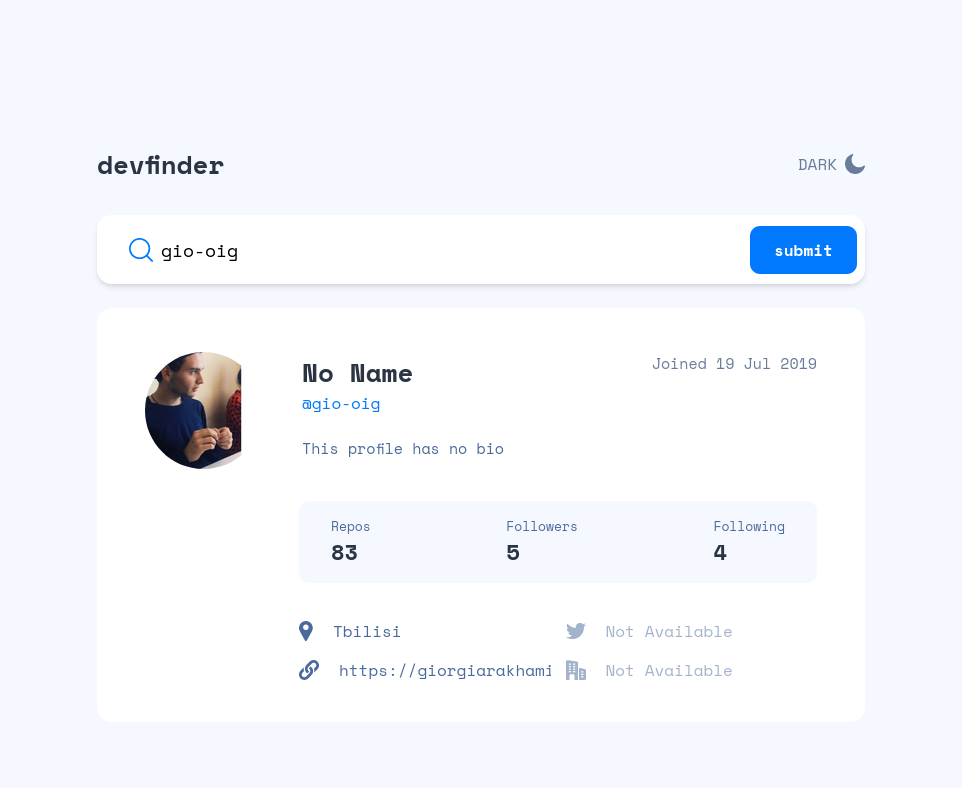 devfinder
DARK
gio-oig
submit
No Name
Joined 19 Jul 2019
@gio-oig
This profile has no bio
Repos Followers Following
83 5 4
Tbilisi
Not Available
https://giorgiarakhami
Not Available